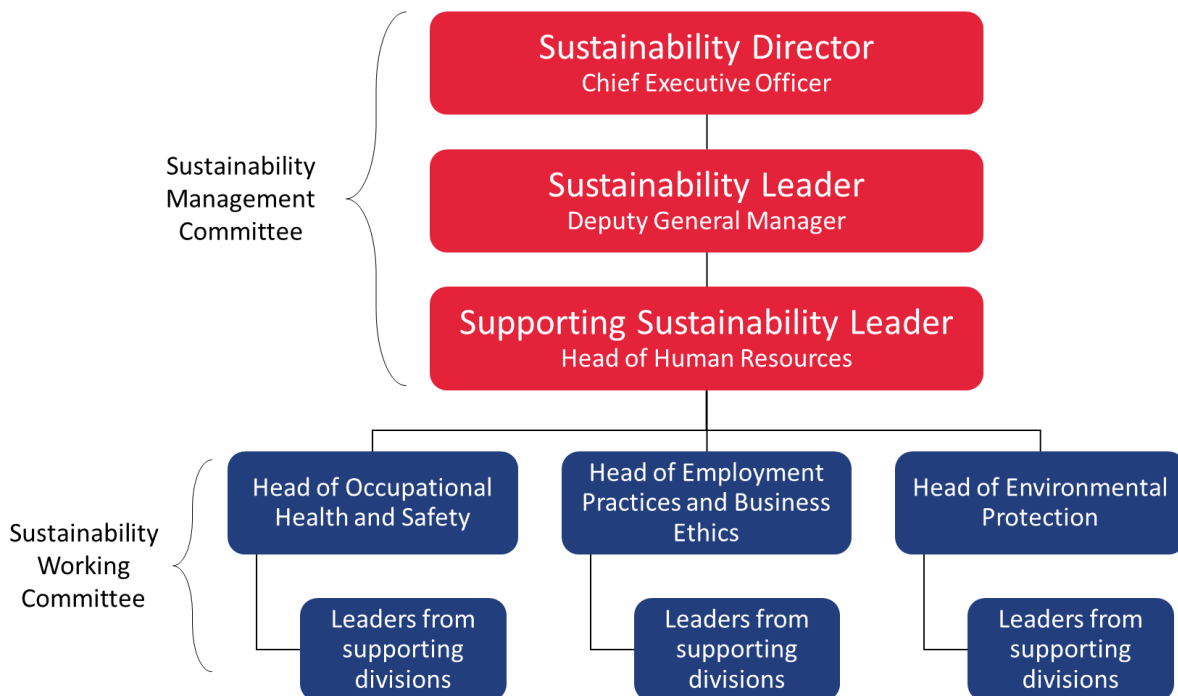 Sustainability Director
Chief Executive Officer
Sustainability
Management
Committee
Sustainability Leader
Deputy General Manager
Supporting Sustainability Leader
Head of Human Resources
Sustainability
Working
Committee
Head of Occupational
Health and Safety
Head of Employment
Practices and Business
Ethics
Head of Environmental
Protection
Leaders from
supporting
divisions
Leaders from
supporting
divisions
Leaders from
supporting
divisions